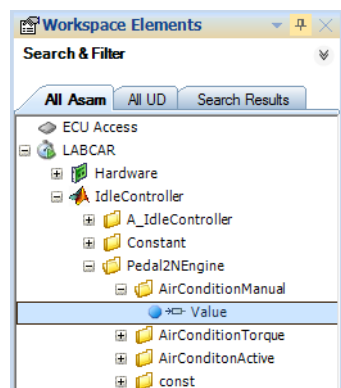 Workspace Elements
Search & Filter
All Asam All UD Search Results
ECU Access
LABCAR
Hardware
IdleController
A_IdleController
Constant
Pedal2NEngine
AirConditionManual
Value
AirConditionTorque
AirConditonActive
const